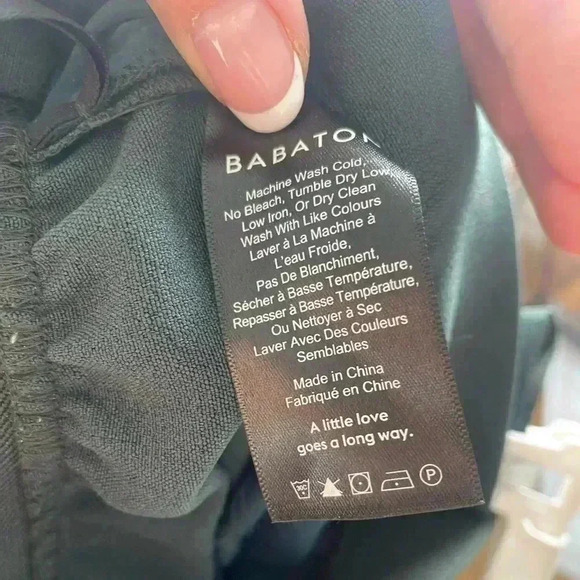 BABATON
Machine Wash Cold,
No Bleach, Tumble Dry Low,
Low Iron, Or Dry Clean
Wash With Like Colours
Laver à La Machine à
L'eau Froide,
Pas De Blanchiment,
Sécher à Basse Température,
Repasser à Basse Température,
Ou Nettoyer à Sec
Laver Avec Des Couleurs
Semblables
Made in China
Fabriqué en Chine
A little love
goes a long way.
30C P